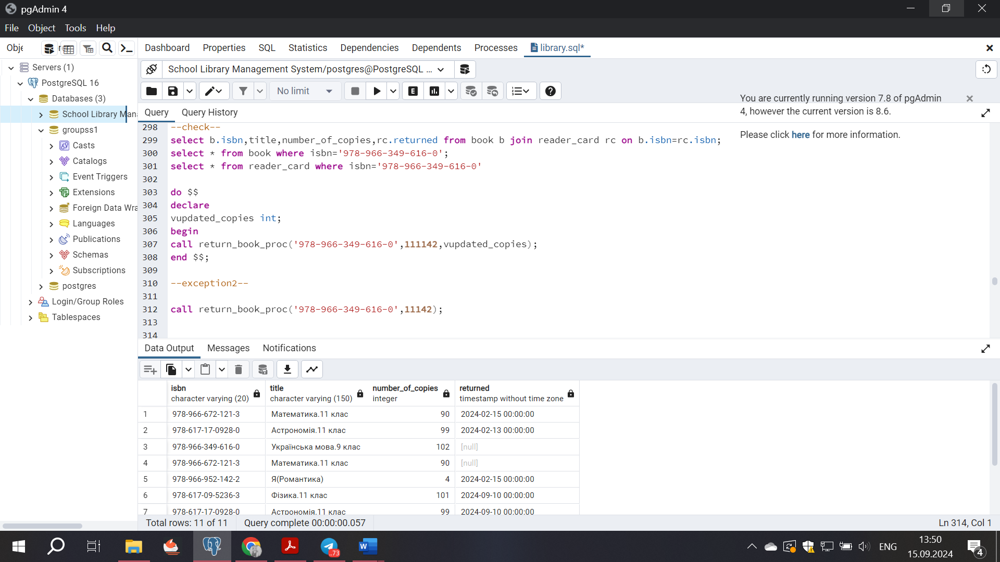 pgAdmin 4
File Object Tools Help
Obje
Dashboard Properties SQL Statistics Dependencies Dependents Processes library.sql*
Servers (1)
PostgreSQL 16
Databases (3)
School Library Man
groupss1
Casts
Catalogs
Event Triggers
Extensions
Foreign Data Wra
Languages
Publications
Schemas
Subscriptions
postgres
Login/Group Roles
Tablespaces
School Library Management System/postgres@PostgreSQL ...
No limit
E
You are currently running version 7.8 of pgAdmin
4, however the current version is 8.6.
Please click here for more information.
Query Query History
298 --check--
299 select b.isbn,title,number_of_copies,rc.returned from book b join reader_card rc on b.isbn=rc.isbn;
300 select * from book where isbn='978-966-349-616-0';
301 select * from reader_card where isbn='978-966-349-616-0'
302
303 do $$
304 declare
305 vupdated_copies int;
306 begin
307 call return_book_proc('978-966-349-616-0',111142,vupdated_copies);
308 end $$;
309
310 --exception2--
311
312 call return_book_proc('978-966-349-616-0',11142);
313
314
Data Output Messages Notifications
isbn title number_of_copies returned
character varying (20) character varying (150) integer timestamp without time zone
1 978-966-672-121-3 Математика.11 клас 90 2024-02-15 00:00:00
2 978-617-17-0928-0 Астрономія.11 клас 99 2024-02-13 00:00:00
3 978-966-349-616-0 Українська мова.9 клас 102 [null]
4 978-966-672-121-3 Математика.11 клас 90 [null]
5 978-966-952-142-2 Я(Романтика) 4 2024-02-15 00:00:00
6 978-617-09-5236-3 Фізика.11 клас 101 2024-09-10 00:00:00
7 978-617-17-0928-0 Астрономія.11 клас 99 2024-09-10 00:00:00
Total rows: 11 of 11 Query complete 00:00:00.057 Ln 314, Col 1
..73
W
ENG
13:50
15.09.2024
4